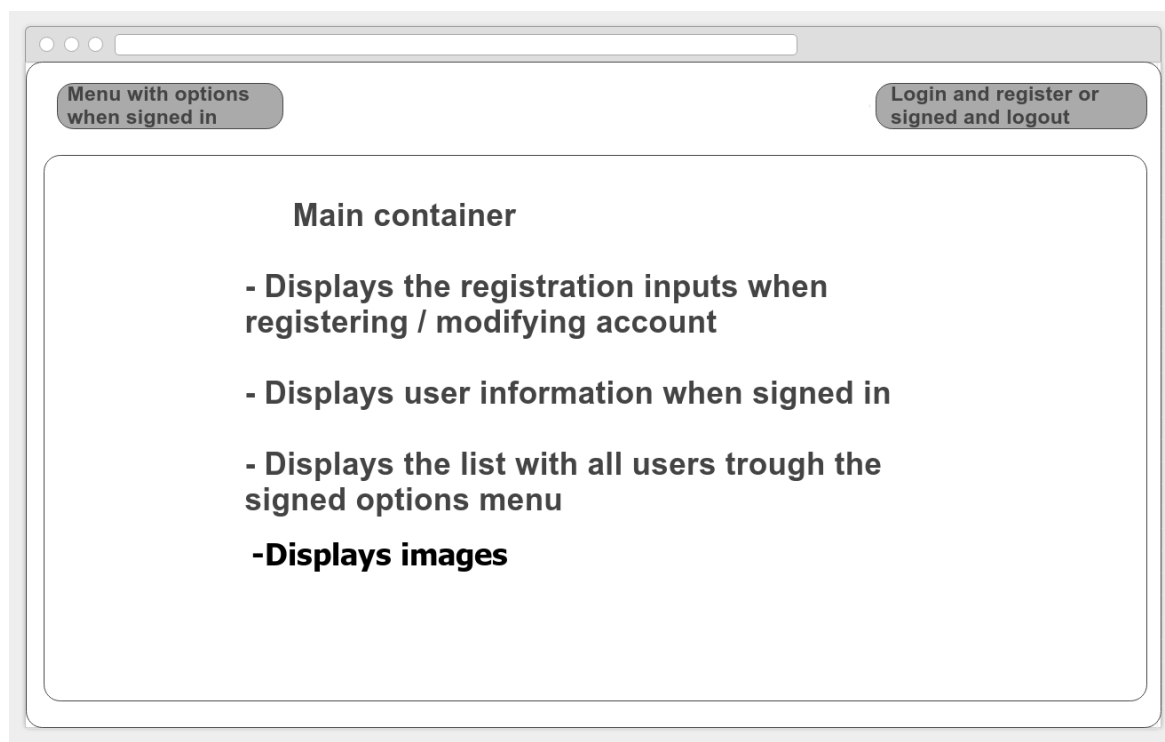 Menu with options
when signed in
Login and register or
signed and logout
Main container
- Displays the registration inputs when
registering / modifying account
- Displays user information when signed in
- Displays the list with all users trough the
signed options menu
-Displays images